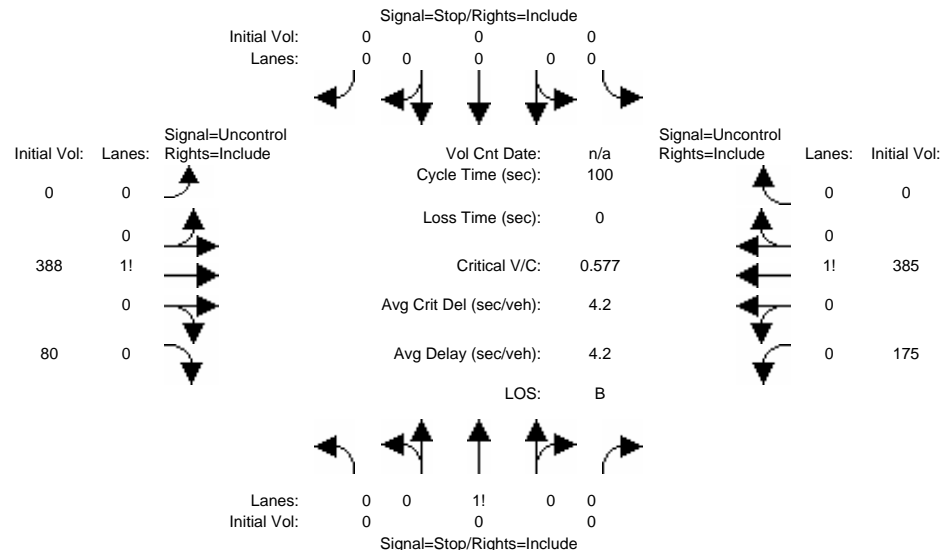 Signal=Stop/Rights=Include
Initial Vol: 0 0 0
Lanes: 0 0 0 0 0
Signal=Uncontrol Signal=Uncontrol
Initial Vol: Lanes: Rights=Include Vol Cnt Date: n/a Rights=Include Lanes: Initial Vol:
Cycle Time (sec): 100
0 0 0 0
Loss Time (sec): 0
0 0
388 1! Critical V/C: 0.577 1! 385
0 Avg Crit Del (sec/veh): 4.2 0
80 0 Avg Delay (sec/veh): 4.2 0 175
LOS: B
Lanes: 0 0 1! 0 0
Initial Vol: 0 0 0
Signal=Stop/Rights=Include